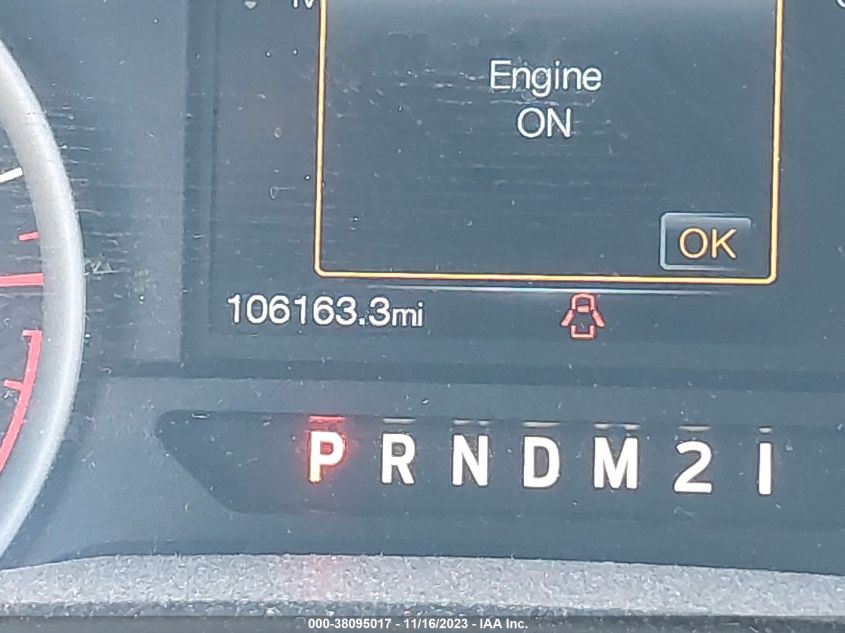 Engine
ON
OK
106163.3mi
P R N D M 2 1
000-38095017 - 11/16/2023 - IAA Inc.